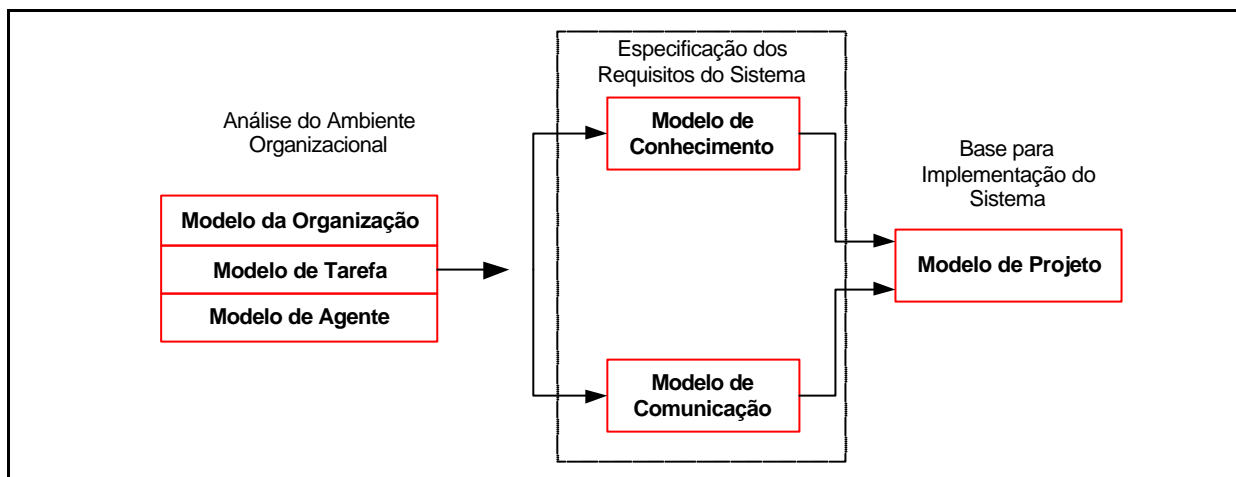 Análise do Ambiente
Organizacional
Modelo da Organização
Modelo de Tarefa
Modelo de Agente
Especificação dos
Requisitos do Sistema
Modelo de
Conhecimento
Modelo de
Comunicação
Base para
Implementação do
Sistema
Modelo de Projeto